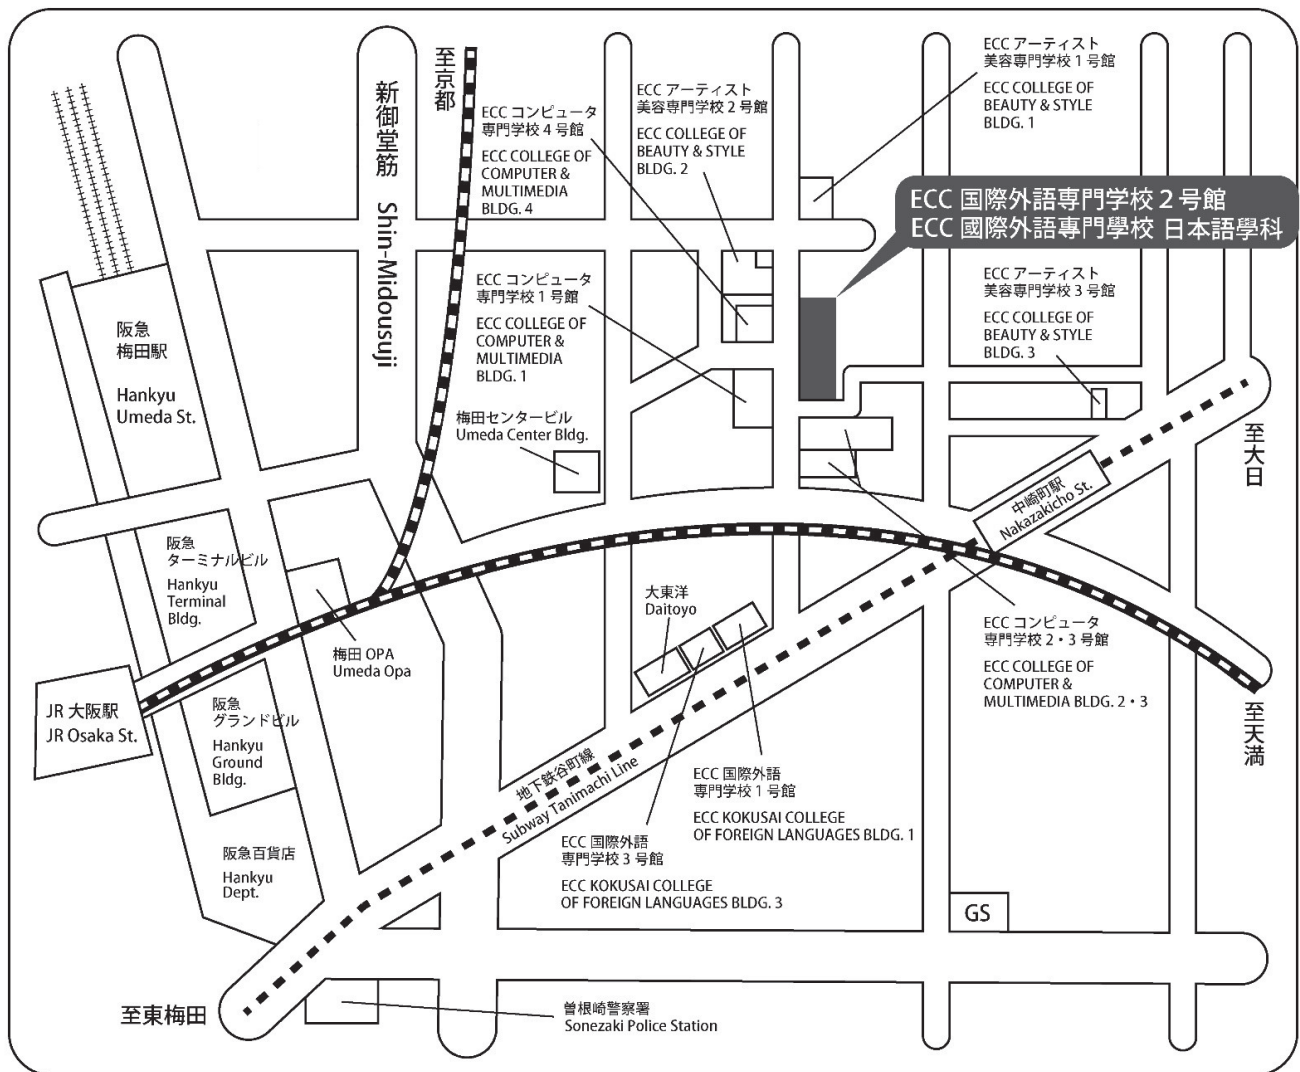 至京都
新御堂筋 Shin-Midousuji
ECC コンピュータ
専門学校 4 号館
ECC COLLEGE OF
COMPUTER &
MULTIMEDIA
BLDG. 4
ECC アーティスト
美容専門学校 2 号館
ECC COLLEGE OF
BEAUTY & STYLE
BLDG. 2
ECC アーティスト
美容専門学校 1 号館
ECC COLLEGE OF
BEAUTY & STYLE
BLDG. 1
ECC 国際外語専門学校 2 号館
ECC 國際外語專門學校 日本語學科
ECC アーティスト
美容専門学校 3 号館
ECC COLLEGE OF
BEAUTY & STYLE
BLDG. 3
ECC コンピュータ
専門学校 1 号館
ECC COLLEGE OF
COMPUTER &
MULTIMEDIA
BLDG. 1
阪急
梅田駅
Hankyu
Umeda St.
梅田センタービル
Umeda Center Bldg.
至大日
中崎町駅
Nakazakicho St.
阪急
ターミナルビル
Hankyu
Terminal
Bldg.
大東洋
Daitoyo
梅田 OPA
Umeda Opa
ECC コンピュータ
専門学校 2・3 号館
ECC COLLEGE OF
COMPUTER &
MULTIMEDIA BLDG. 2・3
JR 大阪駅
JR Osaka St.
阪急
グランドビル
Hankyu
Ground
Bldg.
至天満
地下鉄谷町線
Subway Tanimachi Line
ECC 国際外語
専門学校 1 号館
ECC KOKUSAI COLLEGE
OF FOREIGN LANGUAGES BLDG. 1
ECC 国際外語
専門学校 3 号館
ECC KOKUSAI COLLEGE
OF FOREIGN LANGUAGES BLDG. 3
阪急百貨店
Hankyu
Dept.
GS
至東梅田
曽根崎警察署
Sonezaki Police Station